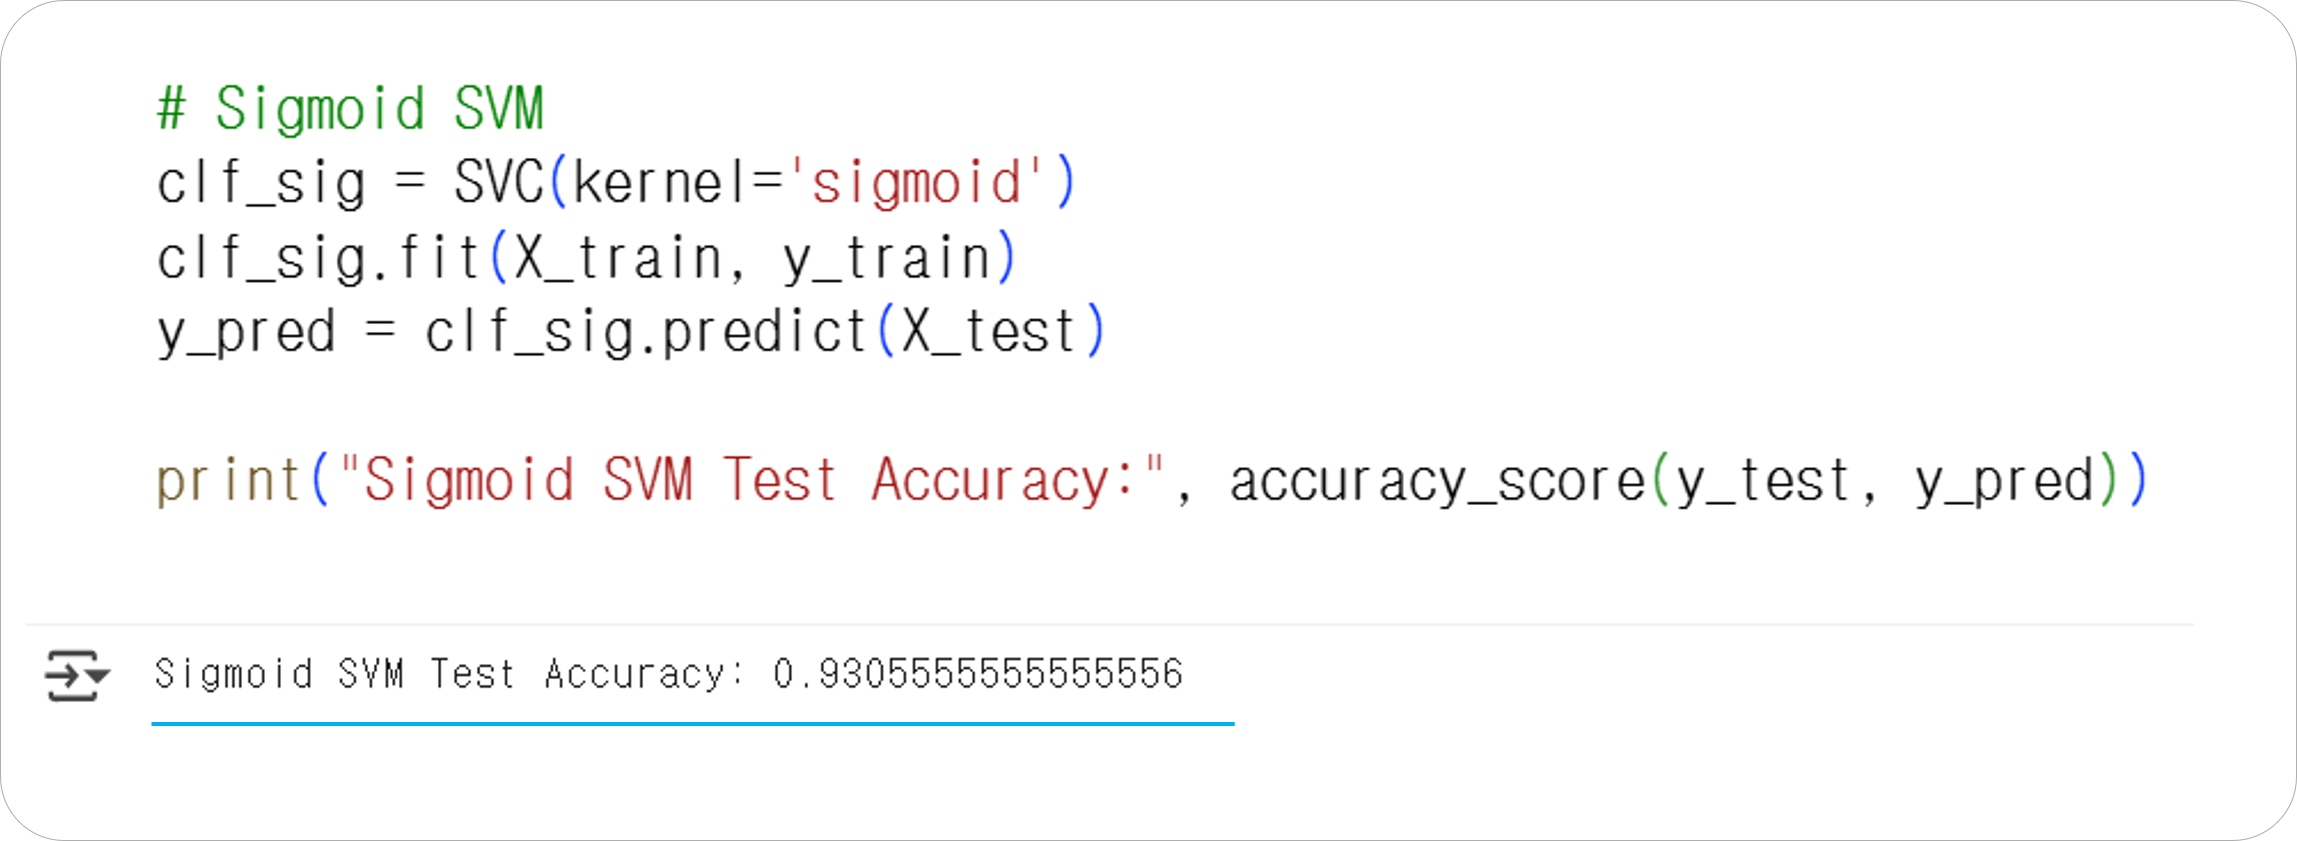 # Sigmoid SVM
clf_sig = SVC(kernel='sigmoid')
clf_sig.fit(X_train, y_train)
y_pred = clf_sig.predict(X_test)
print("Sigmoid SVM Test Accuracy:", accuracy_score(y_test, y_pred))
Sigmoid SVM Test Accuracy: 0.9305555555555556